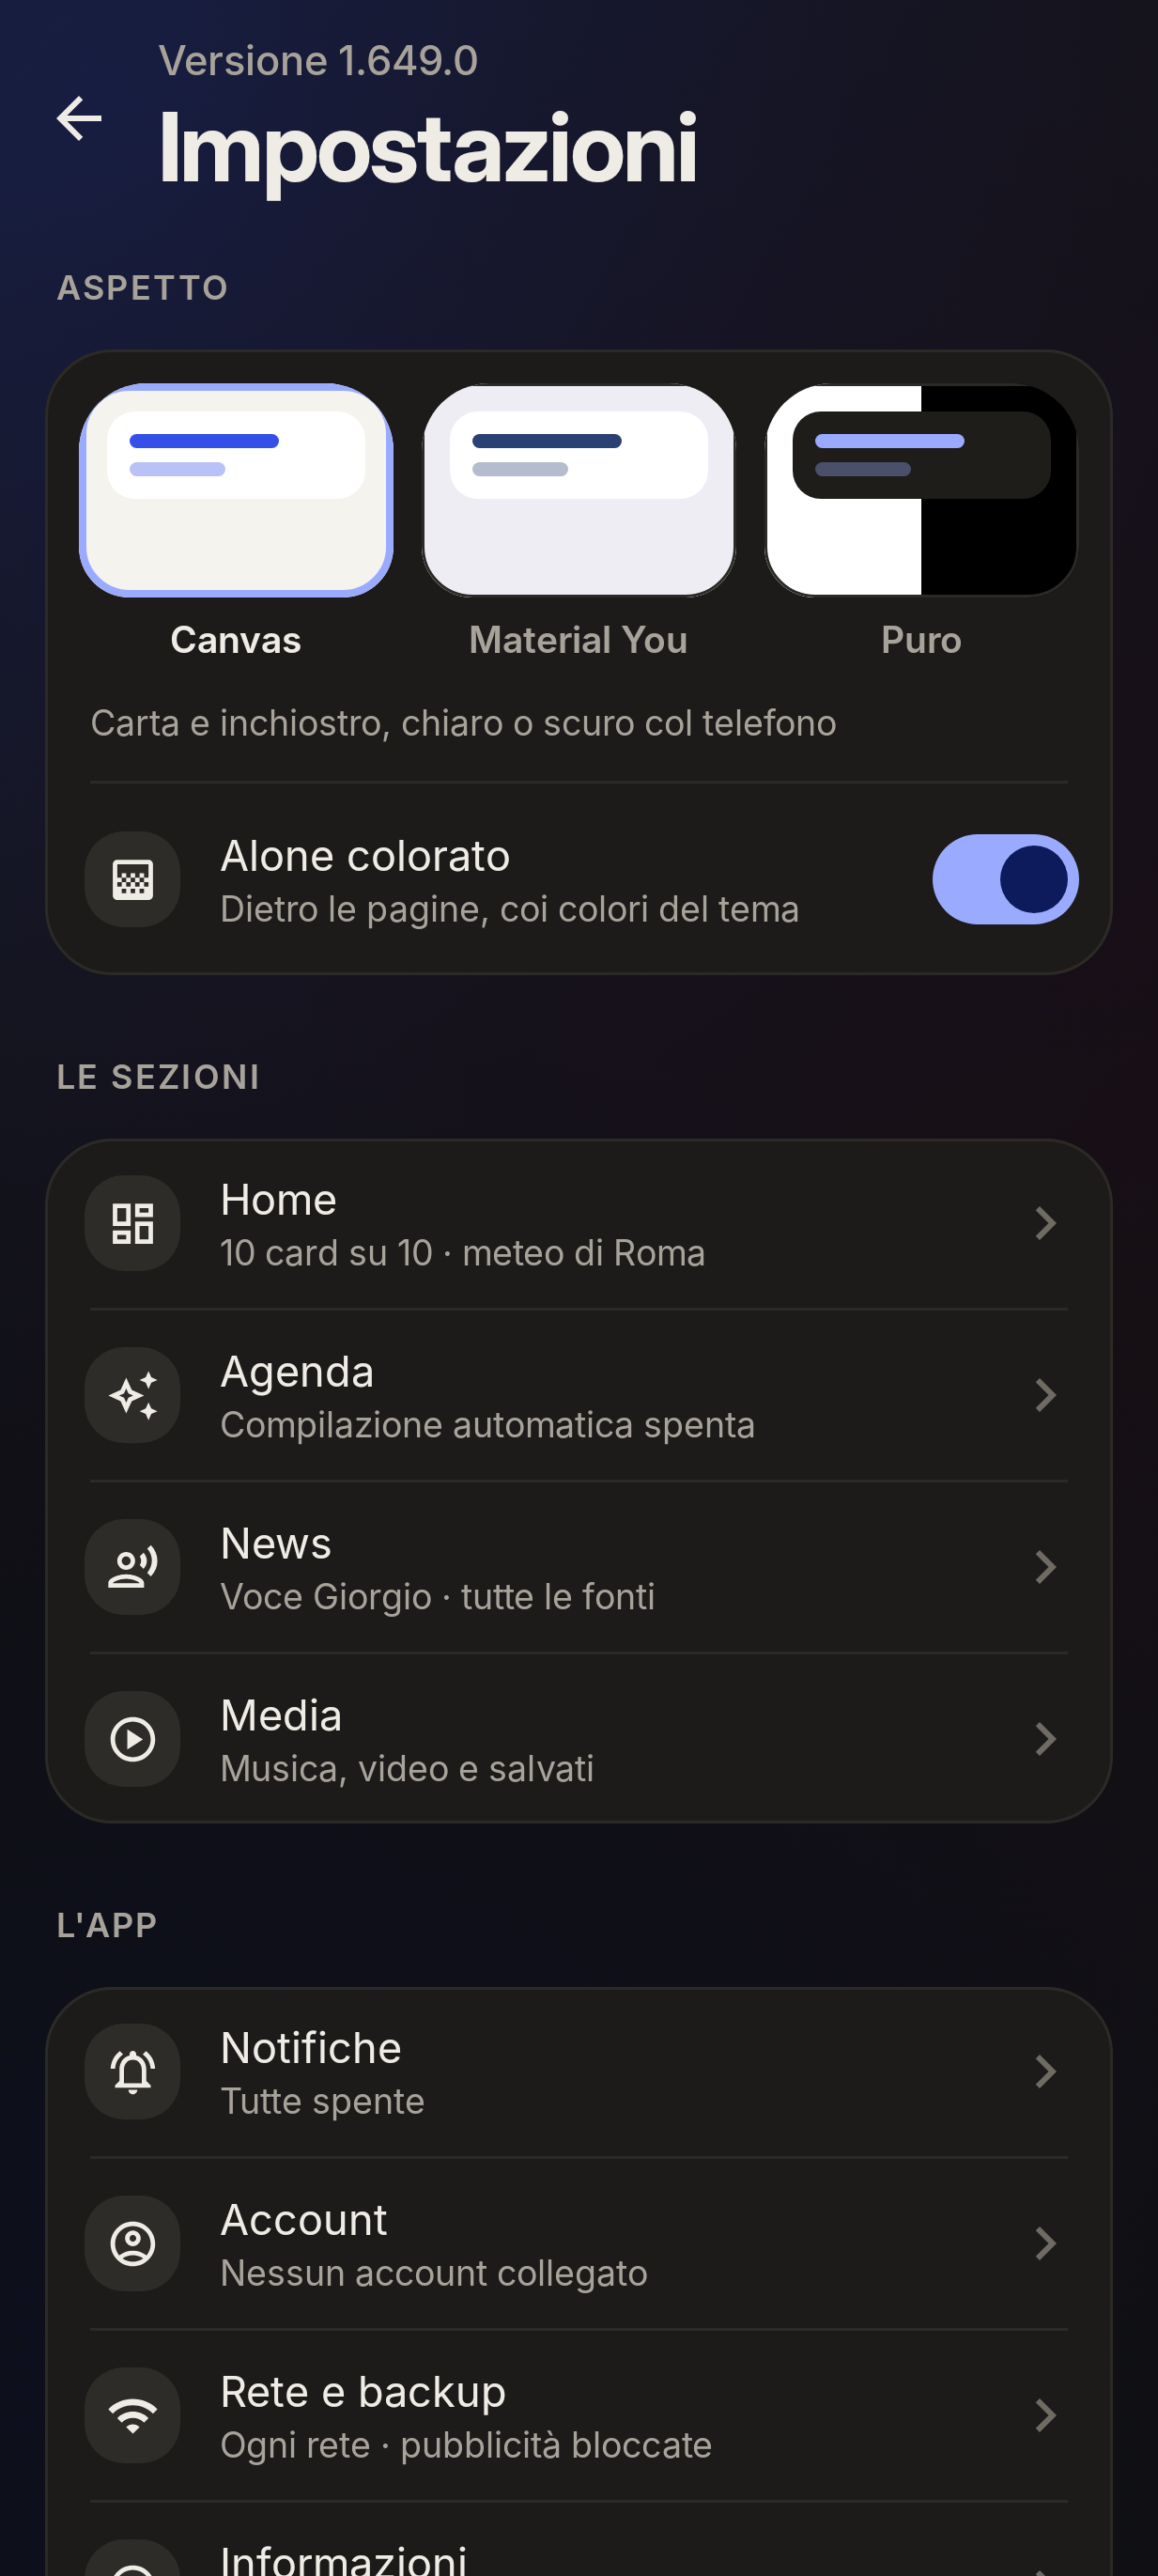 Versione 1.649.0
Impostazioni
ASPETTO
Canvas
Material You
Puro
Carta e inchiostro, chiaro o scuro col telefono
Alone colorato
Dietro le pagine, coi colori del tema
LE SEZIONI
Home
10 card su 10 · meteo di Roma
Agenda
Compilazione automatica spenta
News
Voce Giorgio · tutte le fonti
Media
Musica, video e salvati
L'APP
Notifiche
Tutte spente
Account
Nessun account collegato
Rete e backup
Ogni rete · pubblicità bloccate
Informazioni